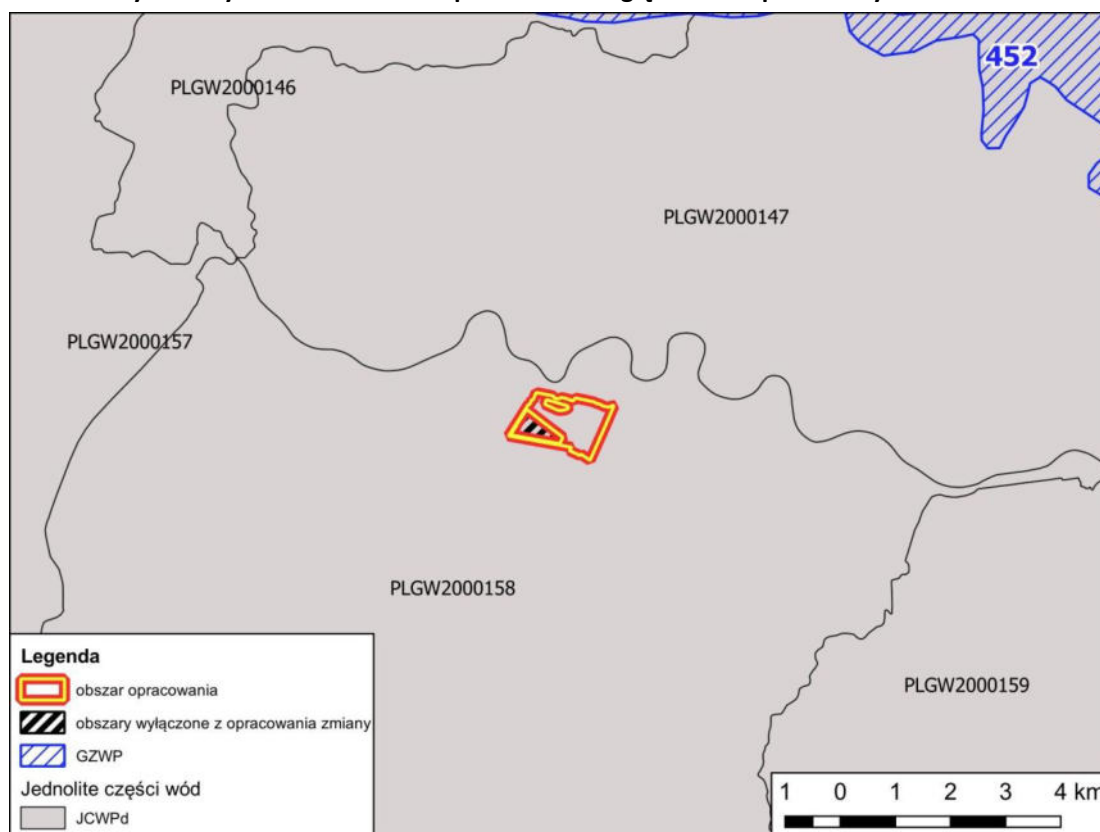 452
PLGW2000146
PLGW2000147
PLGW2000157
PLGW2000158
PLGW2000159
Legenda
obszar opracowania
obszary wyłączone z opracowania zmiany
GZWP
Jednolite części wód
JCWPd
1 0 1 2 3 4 km